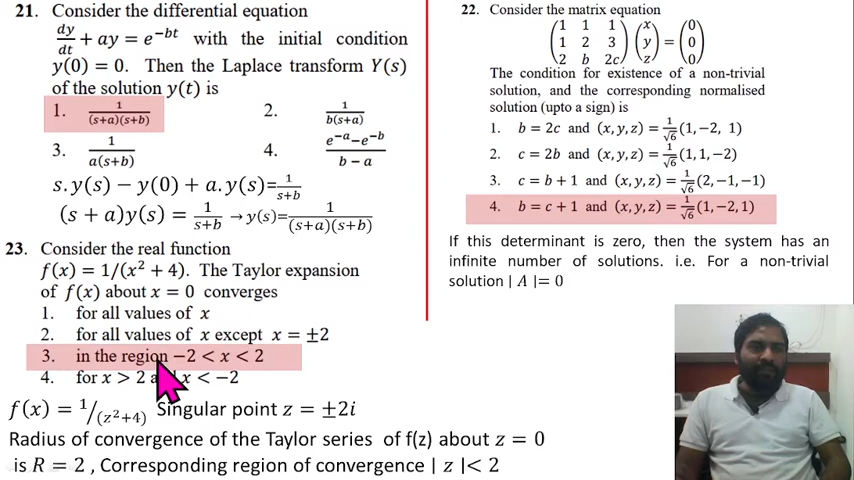 21. Consider the differential equation
dy/dt + ay = e^{-bt} with the initial condition
y(0) = 0. Then the Laplace transform Y(s)
of the solution y(t) is
1. 1/((s+a)(s+b)) 2. 1/(b(s+a))
3. 1/(a(s+b)) 4. (e^{-a}-e^{-b})/(b-a)
s.y(s) − y(0) + a.y(s)=1/(s+b)
(s + a)y(s) = 1/(s+b) →y(s)=1/((s+a)(s+b))
23. Consider the real function
f(x) = 1/(x² + 4). The Taylor expansion
of f(x) about x = 0 converges
1. for all values of x
2. for all values of x except x = ±2
3. in the region −2 < x < 2
4. for x > 2 a x < −2
f(x) = 1/(z²+4) Singular point z = ±2i
Radius of convergence of the Taylor series of f(z) about z = 0
is R = 2 , Corresponding region of convergence | z |< 2
22. Consider the matrix equation
(1 1 1) (x) (0)
(1 2 3) (y) = (0)
(2 b 2c) (z) (0)
The condition for existence of a non-trivial
solution, and the corresponding normalised
solution (upto a sign) is
1. b = 2c and (x, y, z) = 1/√6 (1, −2, 1)
2. c = 2b and (x, y, z) = 1/√6 (1, 1, −2)
3. c = b + 1 and (x, y, z) = 1/√6 (2, −1, −1)
4. b = c + 1 and (x, y, z) = 1/√6 (1, −2, 1)
If this determinant is zero, then the system has an
infinite number of solutions. i.e. For a non-trivial
solution | A |= 0